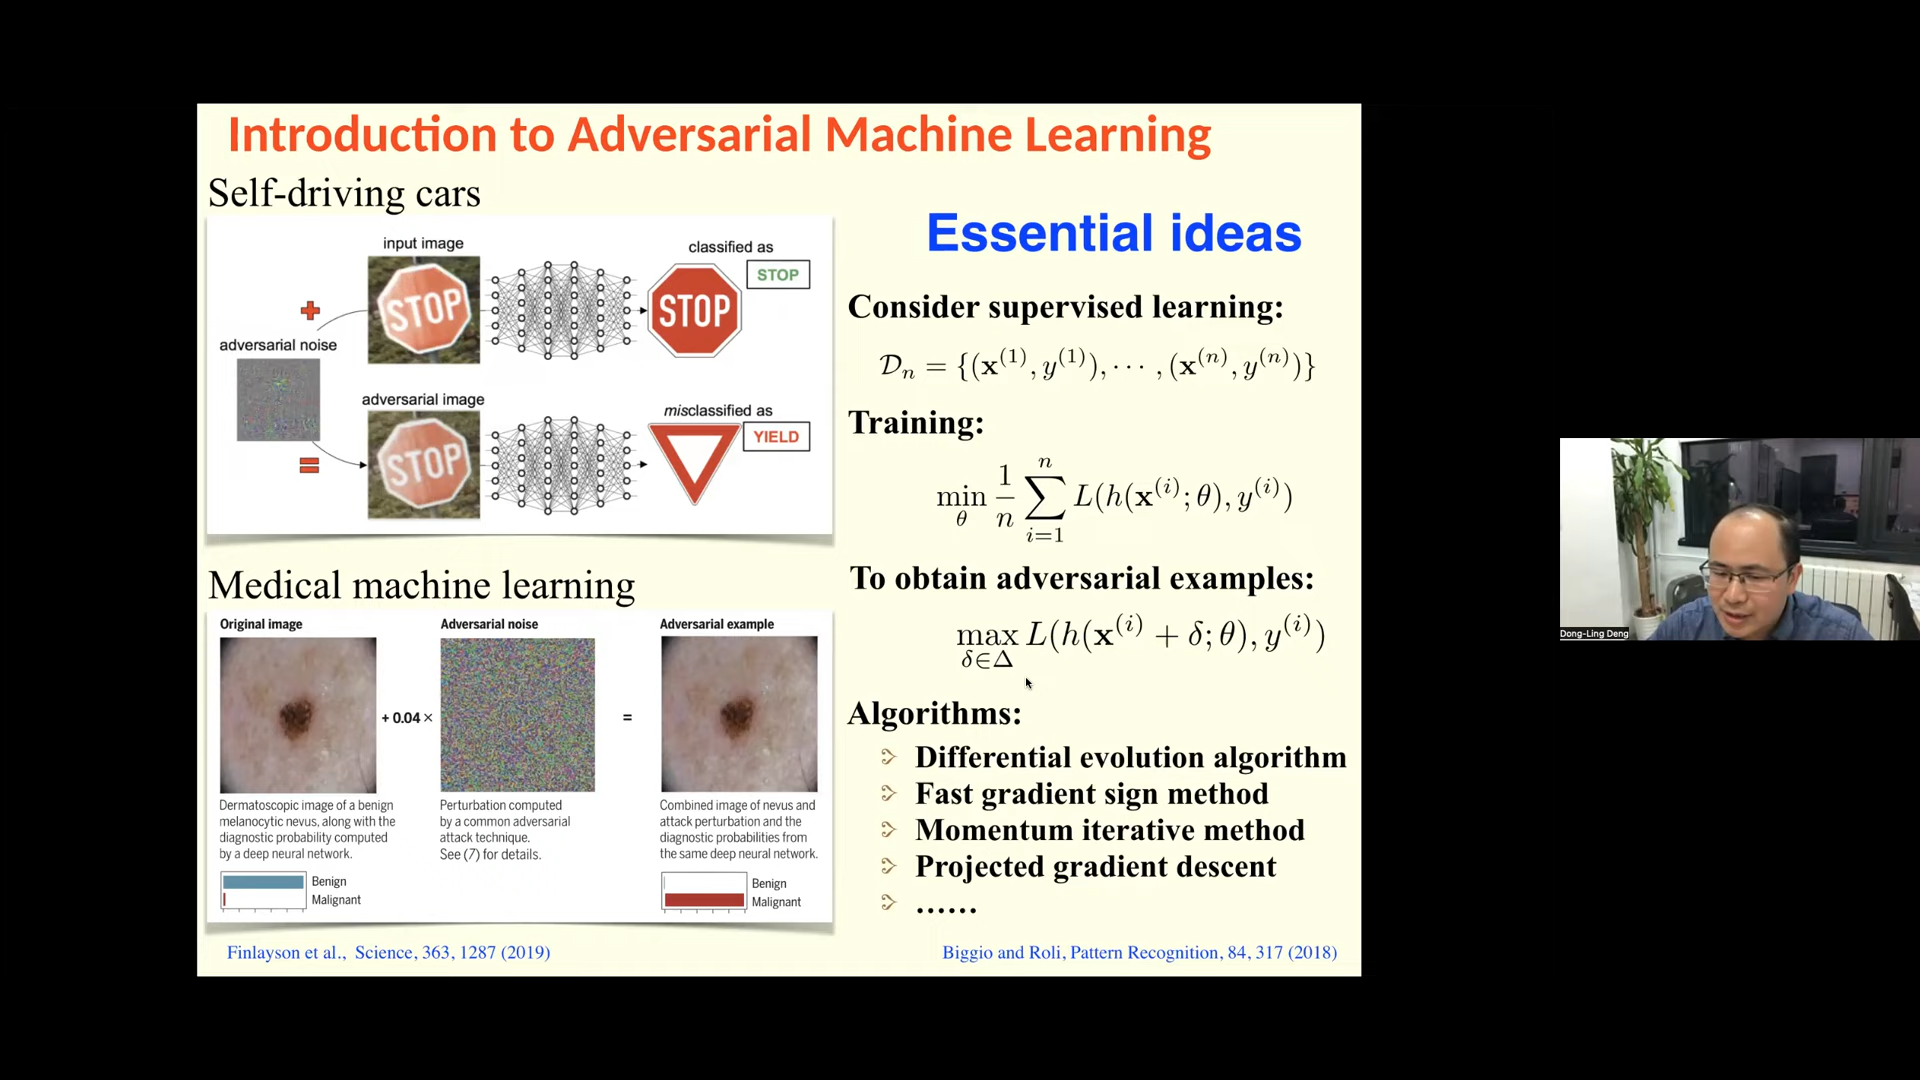 Introduction to Adversarial Machine Learning
Self-driving cars
input image
classified as
STOP
STOP
STOP
adversarial noise
adversarial image
misclassified as
STOP
YIELD
Medical machine learning
Original image
Adversarial noise
Adversarial example
+ 0.04 ×
=
Dermatoscopic image of a benign
melanocytic nevus, along with the
diagnostic probability computed
by a deep neural network.
Perturbation computed
by a common adversarial
attack technique.
See (7) for details.
Combined image of nevus and
attack perturbation and the
diagnostic probabilities from
the same deep neural network.
Benign
Malignant
Benign
Malignant
Finlayson et al., Science, 363, 1287 (2019)
Essential ideas
Consider supervised learning:
𝒟ₙ = {(x⁽¹⁾, y⁽¹⁾), ⋯ , (x⁽ⁿ⁾, y⁽ⁿ⁾)}
Training:
min_θ 1/n ∑_{i=1}^{n} L(h(x⁽ⁱ⁾; θ), y⁽ⁱ⁾)
To obtain adversarial examples:
max_{δ∈Δ} L(h(x⁽ⁱ⁾ + δ; θ), y⁽ⁱ⁾)
Algorithms:
Differential evolution algorithm
Fast gradient sign method
Momentum iterative method
Projected gradient descent
……
Biggio and Roli, Pattern Recognition, 84, 317 (2018)
Dong-Ling Deng